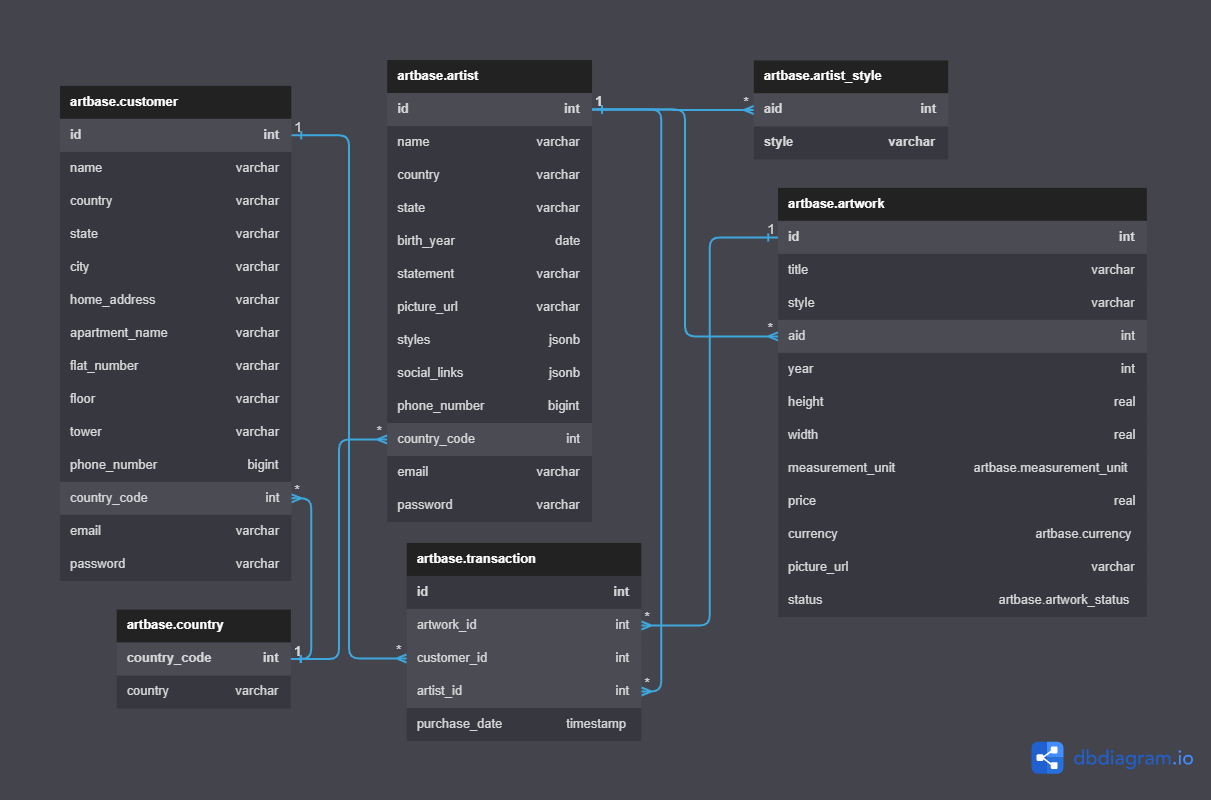 artbase.customer
id int
name varchar
country varchar
state varchar
city varchar
home_address varchar
apartment_name varchar
flat_number varchar
floor varchar
tower varchar
phone_number bigint
country_code int
email varchar
password varchar
1
*
artbase.country
country_code int
country varchar
1
artbase.artist
id int
name varchar
country varchar
state varchar
birth_year date
statement varchar
picture_url varchar
styles jsonb
social_links jsonb
phone_number bigint
country_code int
email varchar
password varchar
1
*
artbase.transaction
id int
artwork_id int
customer_id int
artist_id int
purchase_date timestamp
*
*
*
artbase.artist_style
aid int
style varchar
*
artbase.artwork
id int
title varchar
style varchar
aid int
year int
height real
width real
measurement_unit artbase.measurement_unit
price real
currency artbase.currency
picture_url varchar
status artbase.artwork_status
1
*
dbdiagram.io